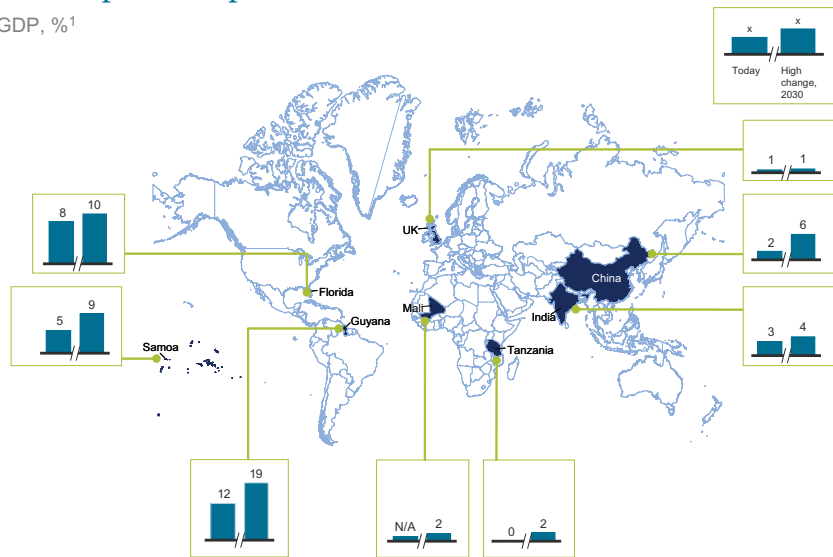 GDP, %1
x x
Today High
change,
2030
1 1
8 10
UK
2 6
China
Florida
5 9
Mali
India
3 4
Guyana
Samoa
Tanzania
12 19
N/A 2
0 2